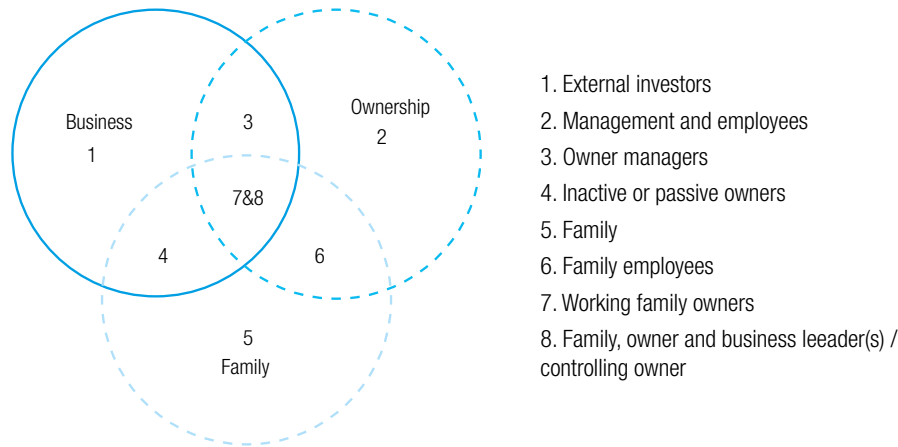 Business
1
3
Ownership
2
7&8
4
6
5
Family
1. External investors
2. Management and employees
3. Owner managers
4. Inactive or passive owners
5. Family
6. Family employees
7. Working family owners
8. Family, owner and business leeader(s) /
controlling owner